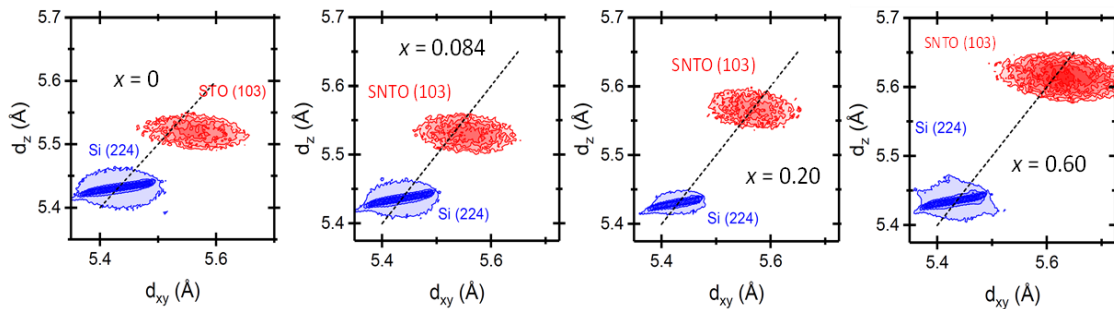 5.7
5.6
5.5
5.4
d_z (Å)
x = 0
STO (103)
Si (224)
5.4
5.6
d_xy (Å)
5.7
5.6
5.5
5.4
d_z (Å)
x = 0.084
SNTO (103)
Si (224)
5.4
5.6
d_xy (Å)
5.7
5.6
5.5
5.4
d_z (Å)
SNTO (103)
x = 0.20
Si (224)
5.4
5.6
d_xy (Å)
5.7
5.6
5.5
5.4
d_z (Å)
SNTO (103)
Si (224)
x = 0.60
5.4
5.6
d_xy (Å)